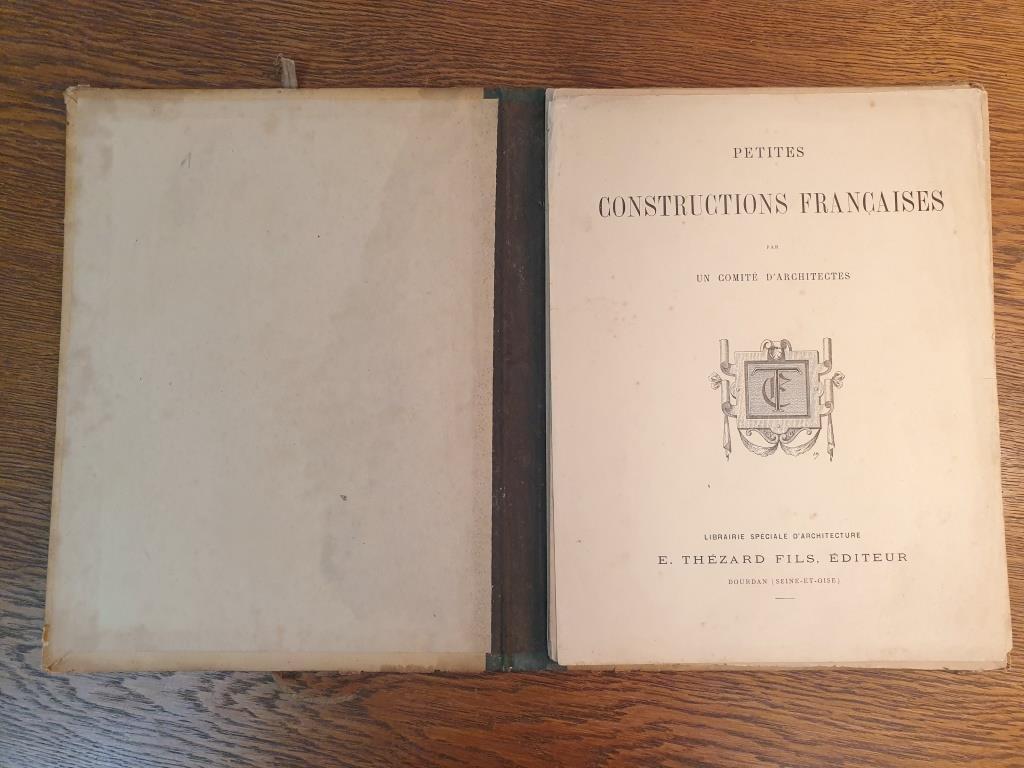 PETITES
CONSTRUCTIONS FRANÇAISES
PAR
UN COMITÉ D'ARCHITECTES
LIBRAIRIE SPÉCIALE D'ARCHITECTURE
E. THÉZARD FILS, ÉDITEUR
DOURDAN (SEINE-ET-OISE)